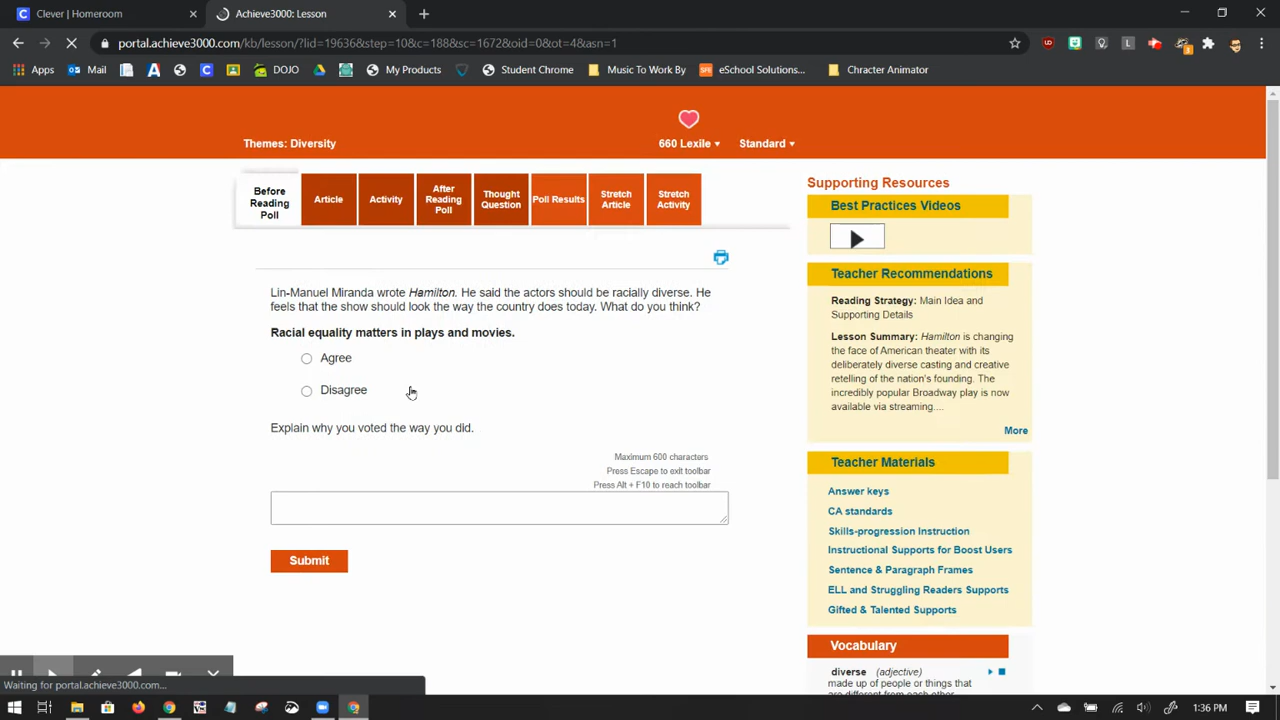 Clever | Homeroom
Achieve3000: Lesson
portal.achieve3000.com/kb/lesson/?lid=19636&step=10&c=188&sc=1672&oid=0&ot=4&asn=1
Apps
Mail
DOJO
My Products
Student Chrome
Music To Work By
eSchool Solutions...
Chracter Animator
Themes: Diversity
660 Lexile
Standard
Before Reading Poll
Article
Activity
After Reading Poll
Thought Question
Poll Results
Stretch Article
Stretch Activity
Lin-Manuel Miranda wrote Hamilton. He said the actors should be racially diverse. He
feels that the show should look the way the country does today. What do you think?
Racial equality matters in plays and movies.
Agree
Disagree
Explain why you voted the way you did.
Maximum 600 characters
Press Escape to exit toolbar
Press Alt + F10 to reach toolbar
Submit
Supporting Resources
Best Practices Videos
Teacher Recommendations
Reading Strategy: Main Idea and
Supporting Details
Lesson Summary: Hamilton is changing
the face of American theater with its
deliberately diverse casting and creative
retelling of the nation's founding. The
incredibly popular Broadway play is now
available via streaming....
More
Teacher Materials
Answer keys
CA standards
Skills-progression Instruction
Instructional Supports for Boost Users
Sentence & Paragraph Frames
ELL and Struggling Readers Supports
Gifted & Talented Supports
Vocabulary
diverse (adjective)
made up of people or things that
are different from each other
Waiting for portal.achieve3000.com...
1:36 PM